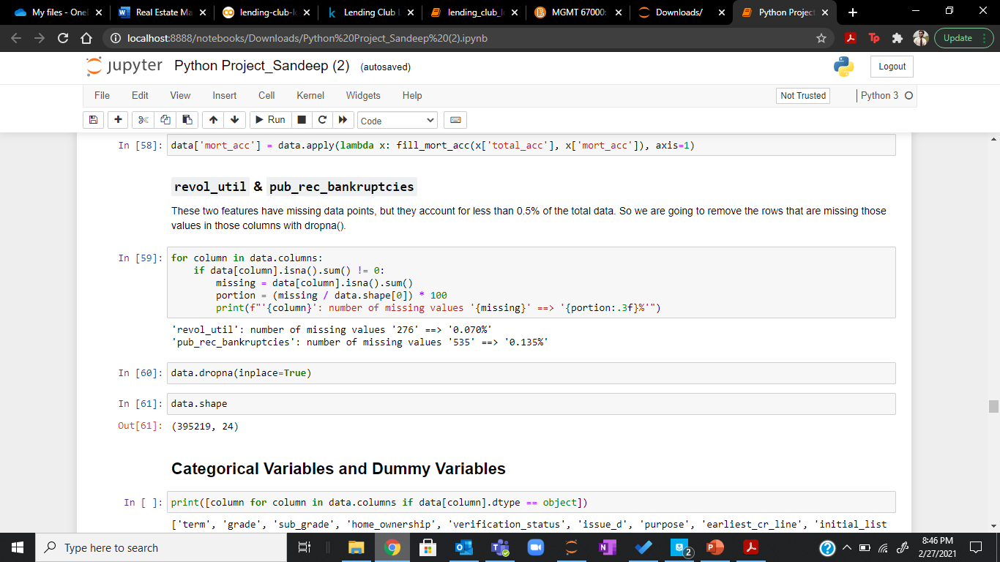 My files - OneD
Real Estate Ma
lending-club-lo
Lending Club L
lending_club_lo
MGMT 67000:
Downloads/
Python Project
localhost:8888/notebooks/Downloads/Python%20Project_Sandeep%20(2).ipynb
Update
jupyter Python Project_Sandeep (2) (autosaved)
Logout
File Edit View Insert Cell Kernel Widgets Help
Not Trusted
Python 3
Run
Code
In [58]: data['mort_acc'] = data.apply(lambda x: fill_mort_acc(x['total_acc'], x['mort_acc']), axis=1)
revol_util & pub_rec_bankruptcies
These two features have missing data points, but they account for less than 0.5% of the total data. So we are going to remove the rows that are missing those
values in those columns with dropna().
In [59]: for column in data.columns:
if data[column].isna().sum() != 0:
missing = data[column].isna().sum()
portion = (missing / data.shape[0]) * 100
print(f"'{column}': number of missing values '{missing}' ==> '{portion:.3f}%'")
'revol_util': number of missing values '276' ==> '0.070%'
'pub_rec_bankruptcies': number of missing values '535' ==> '0.135%'
In [60]: data.dropna(inplace=True)
In [61]: data.shape
Out[61]: (395219, 24)
Categorical Variables and Dummy Variables
In [ ]: print([column for column in data.columns if data[column].dtype == object])
['term', 'grade', 'sub_grade', 'home_ownership', 'verification_status', 'issue_d', 'purpose', 'earliest_cr_line', 'initial_list
Type here to search
2
8:46 PM
2/27/2021